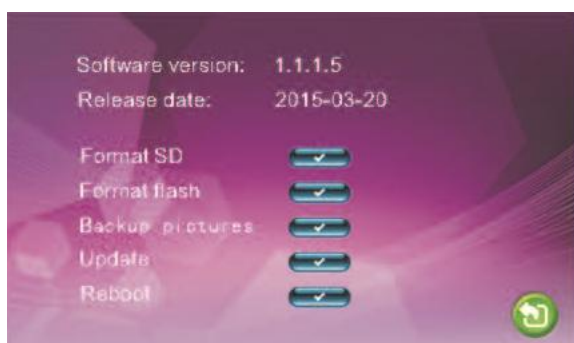 Software version: 1.1.1.5
Release date: 2015-03-20
Format SD
Format flash
Backup pictures
Update
Reboot